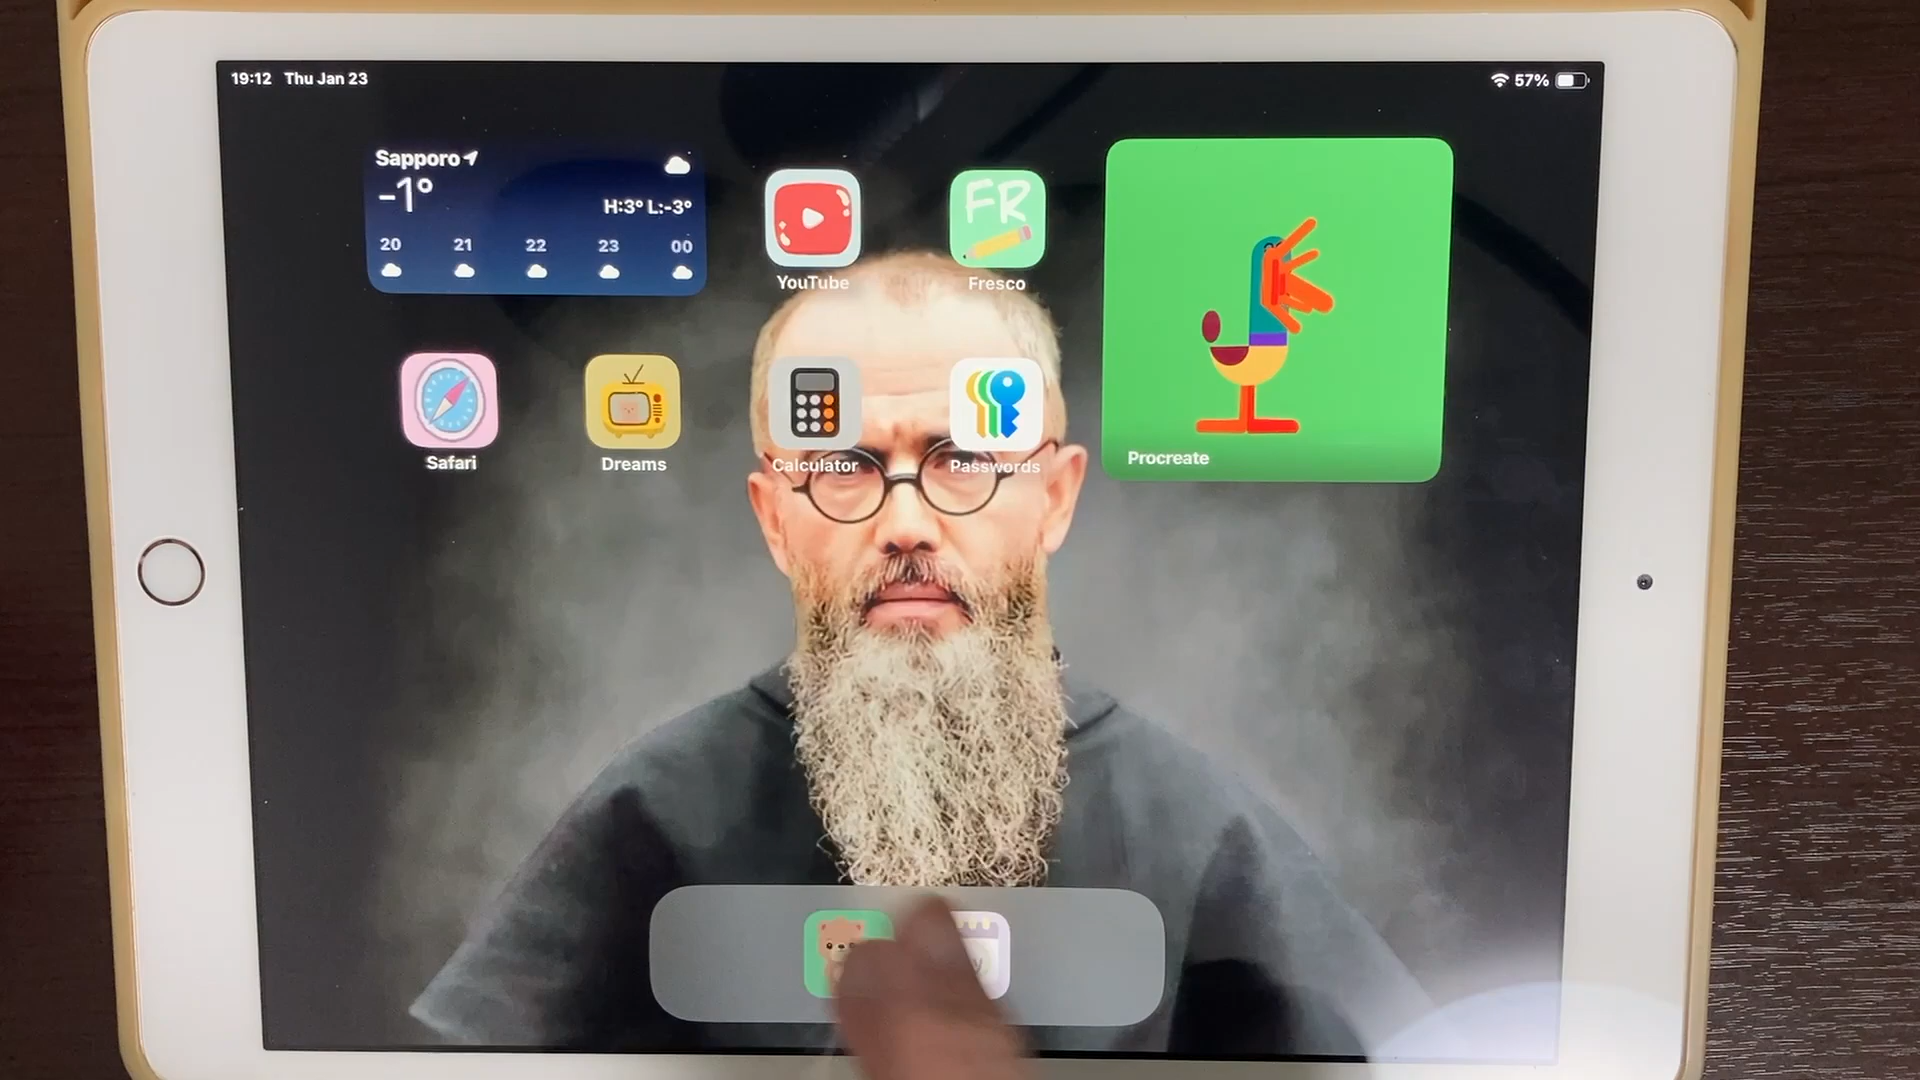 19:12 Thu Jan 23
57%
Sapporo
-1°
H:3° L:-3°
20 21 22 23 00
YouTube
FR
Fresco
Procreate
Safari
Dreams
Calculator
Passwords